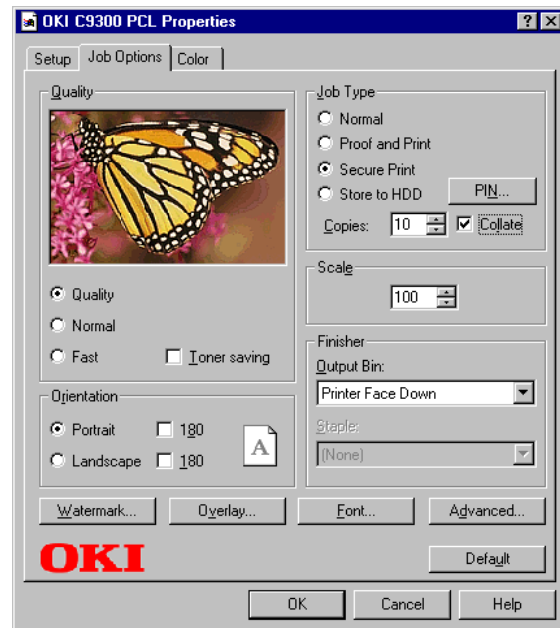 OKI C9300 PCL Properties
Setup
Job Options
Color
Quality
Quality
Normal
Fast
Toner saving
Orientation
Portrait
180
Landscape
180
A
Job Type
Normal
Proof and Print
Secure Print
Store to HDD
PIN...
Copies: 10
Collate
Scale
100
Finisher
Output Bin:
Printer Face Down
Staple:
(None)
Watermark...
Overlay...
Font...
Advanced...
OKI
Default
OK
Cancel
Help